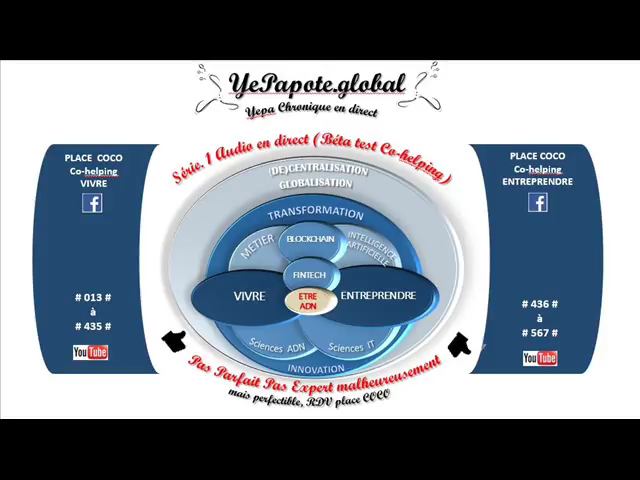 YePapote.global
Yepa Chronique en direct
Série. 1 Audio en direct (Béta test Co-helping)
PLACE COCO
Co-helping
VIVRE
f
# 013 #
à
# 435 #
YouTube
(DE)CENTRALISATION
GLOBALISATION
TRANSFORMATION
METIER
BLOCKCHAIN
INTELLIGENCE
ARTIFICIELLE
FINTECH
VIVRE
ETRE
ADN
ENTREPRENDRE
Sciences ADN
Sciences IT
INNOVATION
PLACE COCO
Co-helping
ENTREPRENDRE
f
# 436 #
à
# 567 #
YouTube
Pas Parfait Pas Expert malheureusement
mais perfectible, RDV place COCO